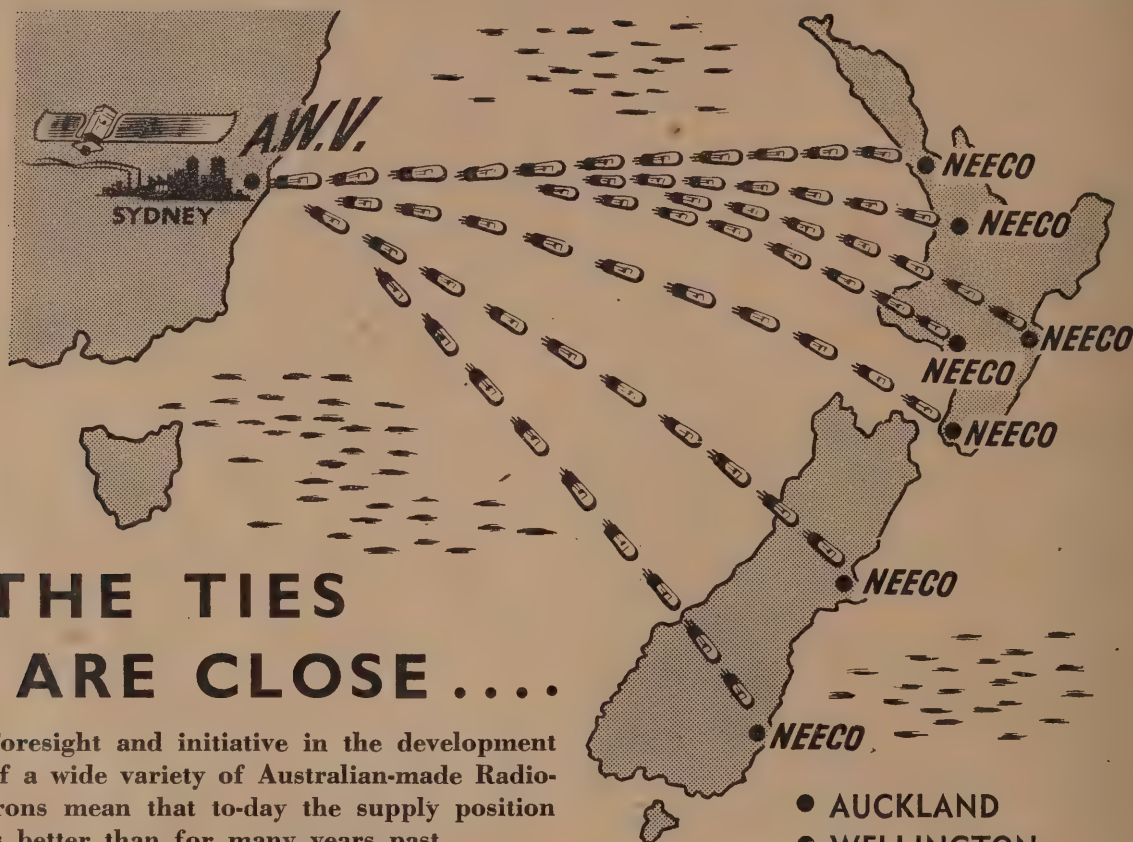 A.W.V.
SYDNEY
NEECO
NEECO
NEECO
NEECO
NEECO
NEECO
NEECO
THE TIES
ARE CLOSE ....
oresight and initiative in the development
f a wide variety of Australian-made Radio-
rons mean that to-day the supply position
s better than for many years past
● AUCKLAND
● WELLINGTON